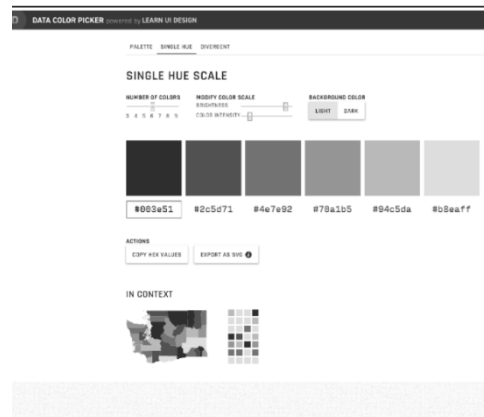 DATA COLOR PICKER powered by LEARN UI DESIGN
PALETTE SINGLE HUE DIVERGENT
SINGLE HUE SCALE
NUMBER OF COLORS MODIFY COLOR SCALE BACKGROUND COLOR
BRIGHTNESS
LIGHT DARK
3 4 5 6 7 8 9 COLOR INTENSITY
#003e51 #2c5d71 #4e7e92 #70a1b5 #94c5da #b8eaff
ACTIONS
COPY HEX VALUES EXPORT AS SVG
IN CONTEXT